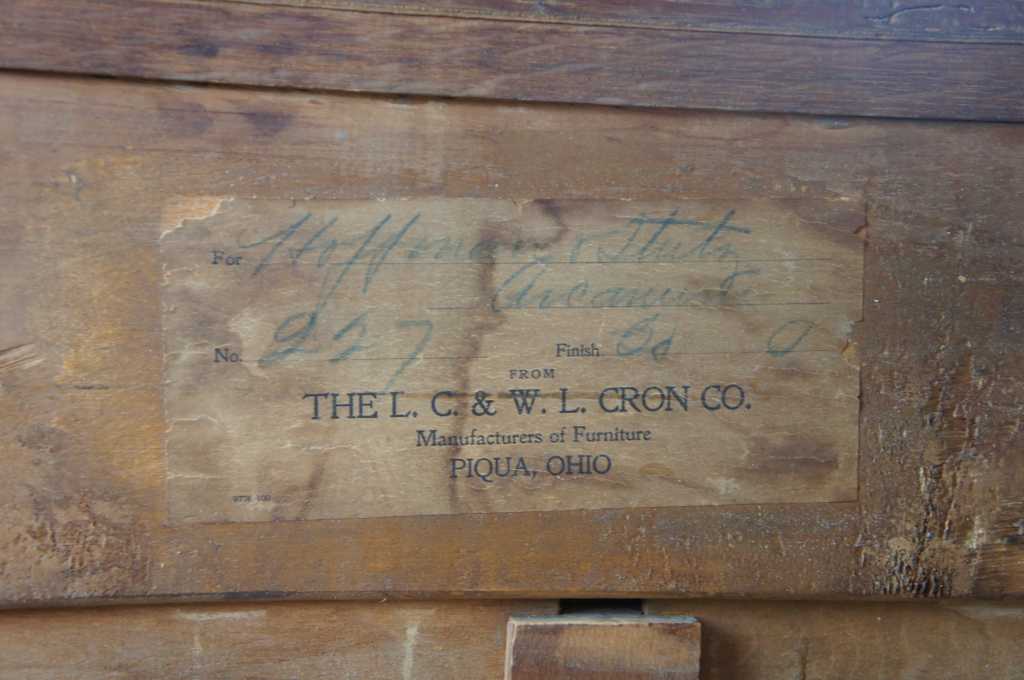 For Hoffman & Stutz
Arcanum O
No. 227 Finish
FROM
THE L. C. & W. L. CRON CO.
Manufacturers of Furniture
PIQUA, OHIO